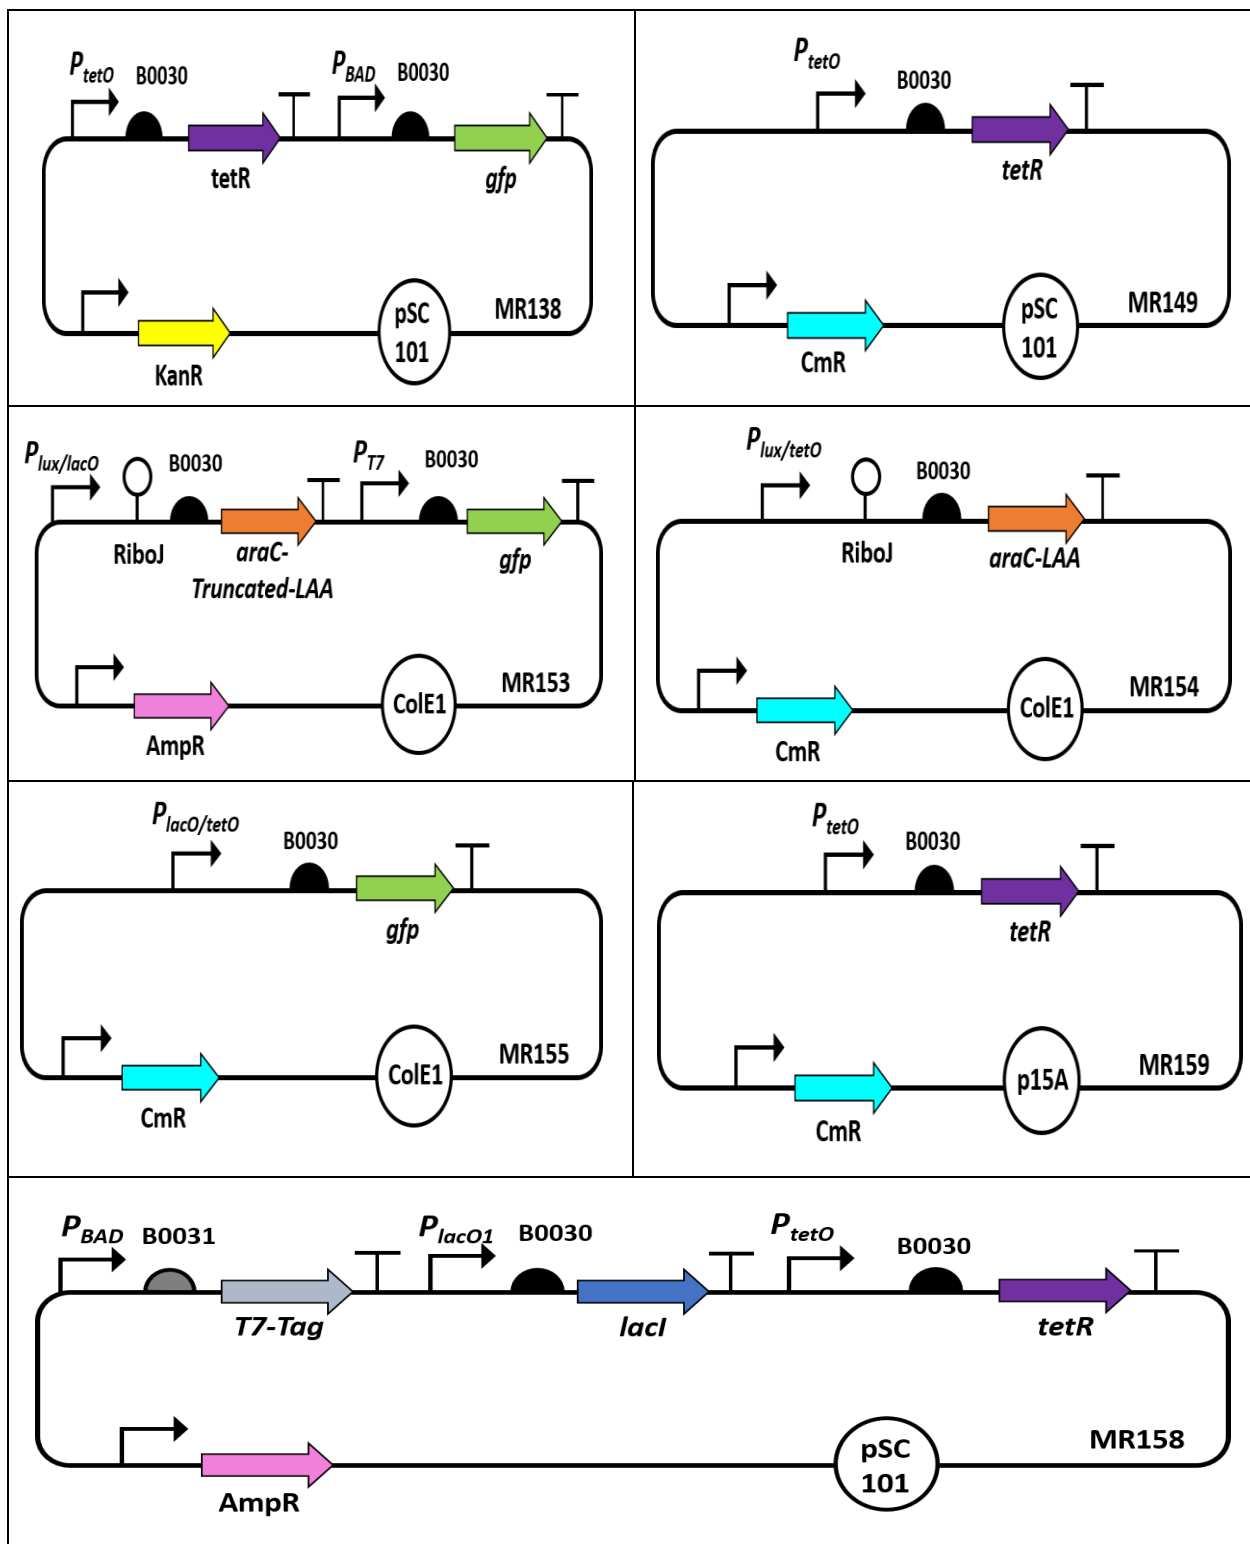 PtetO B0030 PBAD B0030
tetR gfp
KanR
pSC
101
MR138
PtetO B0030
tetR
CmR
pSC
101
MR149
Plux/lacO B0030 PT7 B0030
RiboJ araC-
Truncated-LAA
gfp
AmpR
ColE1
MR153
Plux/tetO B0030
RiboJ araC-LAA
CmR
ColE1
MR154
PlacO/tetO B0030
gfp
CmR
ColE1
MR155
PtetO B0030
tetR
CmR
p15A
MR159
PBAD B0031 PlacO1 B0030 PtetO B0030
T7-Tag lacI tetR
AmpR
pSC
101
MR158